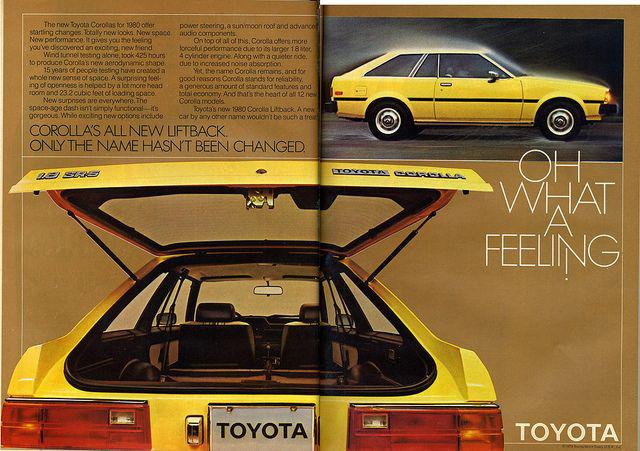 The new Toyota Corollas for 1980 offer
startling changes. Totally new looks. New space.
New performance. It gives you the feeling
you've discovered an exciting, new friend.
Wind tunnel testing alone, took 425 hours
to produce Corolla's new aerodynamic shape.
15 years of people testing have created a
whole new sense of space. A surprising feel-
ing of openness is helped by a lot more head
room and 23.2 cubic feet of loading space.
New surprises are everywhere. The
space-age dash isn't simply functional—it's
gorgeous. While exciting new options include
power steering, a sun/moon roof and advanced
audio components.
On top of all of this, Corolla offers more
forceful performance due to its larger 1.8 liter,
4 cylinder engine. Along with a quieter ride,
due to increased noise absorption.
Yet, the name Corolla remains, and for
good reason. Corolla stands for reliability,
a generous amount of standard features and
total economy. And that's the heart of all 12 new
Corolla models.
Toyota's new 1980 Corolla Liftback. A new
car by any other name wouldn't be such a treat.
COROLLA'S ALL NEW LIFTBACK.
ONLY THE NAME HASN'T BEEN CHANGED.
1.8 SR-5
TOYOTA COROLLA
OH
WHAT
A
FEELING!
TOYOTA
TOYOTA